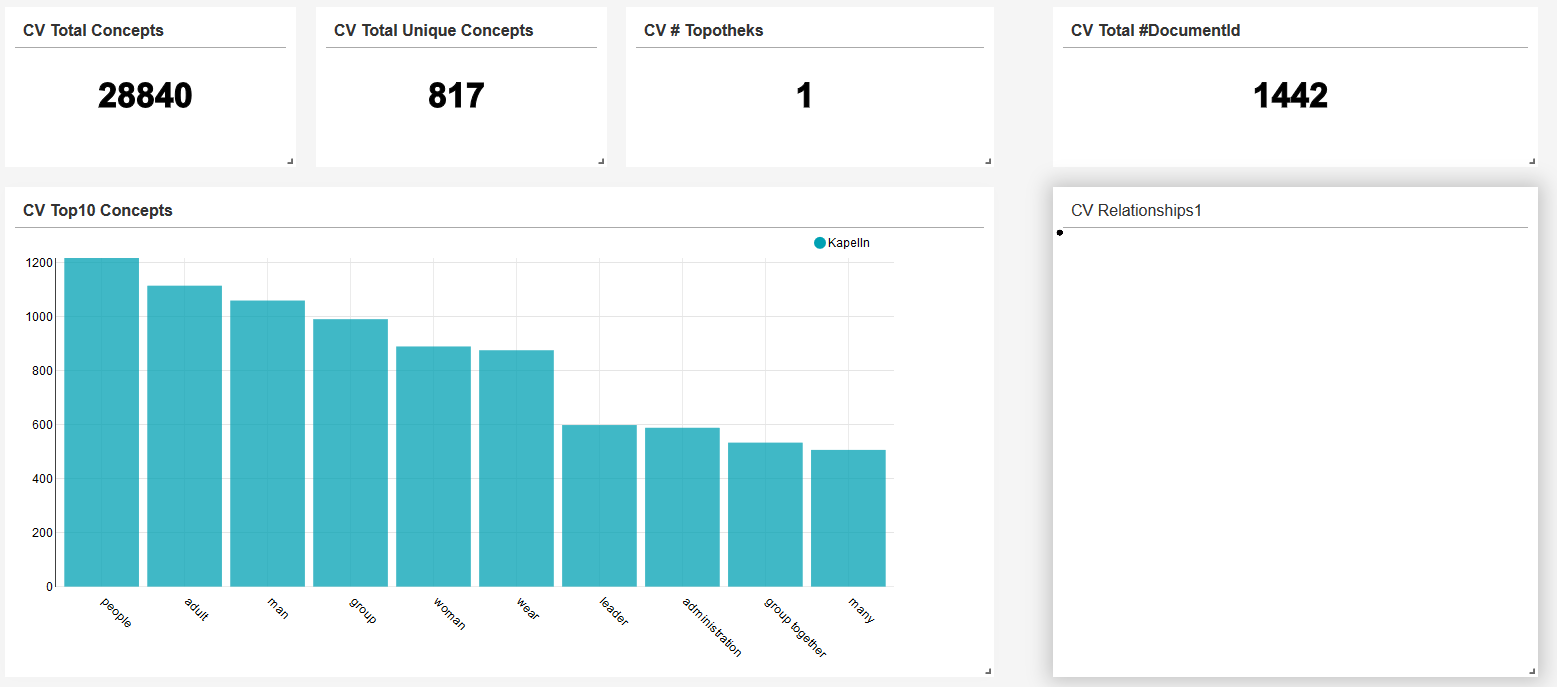 CV Total Concepts
28840
CV Total Unique Concepts
817
CV # Topotheks
1
CV Total #DocumentId
1442
CV Top10 Concepts
Kapelln
1200
1000
800
600
400
200
0
people
adult
man
group
woman
wear
leader
administration
group together
many
CV Relationships1